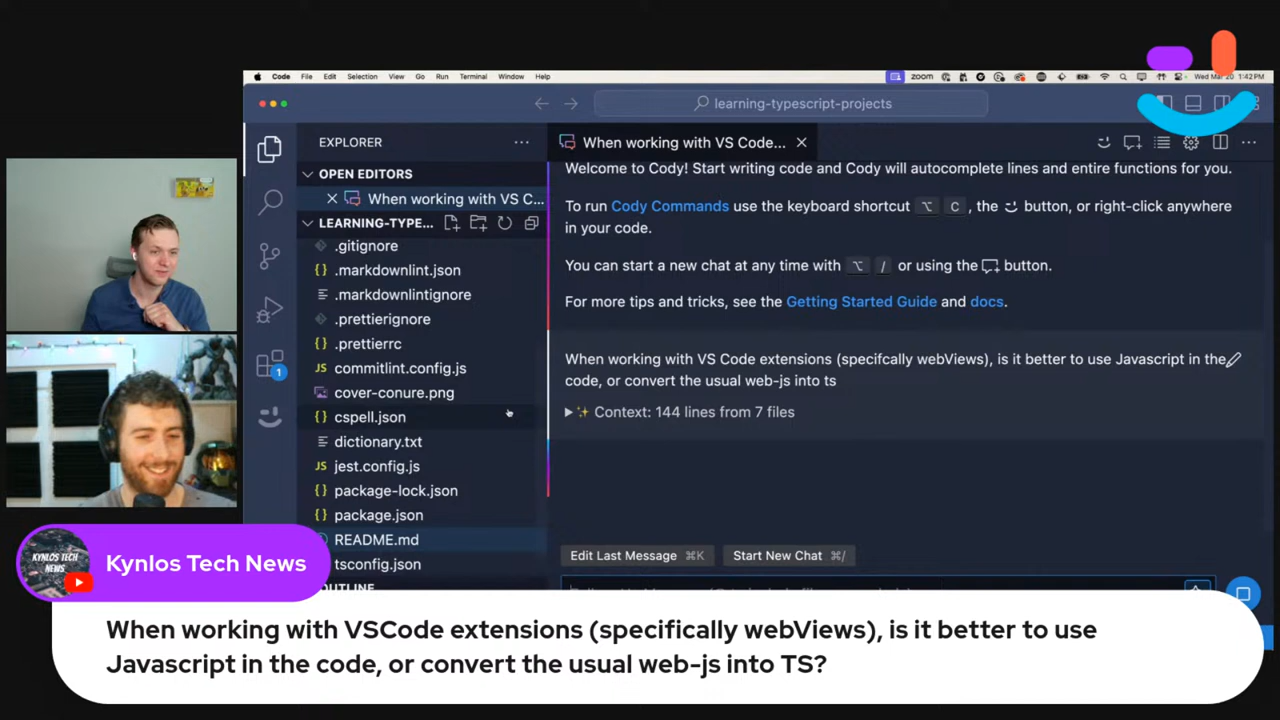 Code File Edit Selection View Go Run Terminal Window Help
zoom
1:42PM
learning-typescript-projects
EXPLORER
When working with VS Code...
OPEN EDITORS
When working with VS C...
LEARNING-TYPE...
.gitignore
.markdownlint.json
.markdownlintignore
.prettierignore
.prettierrc
commitlint.config.js
cover-conure.png
cspell.json
dictionary.txt
JS jest.config.js
package-lock.json
package.json
README.md
tsconfig.json
1
Welcome to Cody! Start writing code and Cody will autocomplete lines and entire functions for you.
To run Cody Commands use the keyboard shortcut ⌥ C, the button, or right-click anywhere
in your code.
You can start a new chat at any time with ⌥ / or using the button.
For more tips and tricks, see the Getting Started Guide and docs.
When working with VS Code extensions (specifcally webViews), is it better to use Javascript in the
code, or convert the usual web-js into ts
Context: 144 lines from 7 files
Edit Last Message ⌘K Start New Chat ⌘/
KYNLOS TECH
NEWS
Kynlos Tech News
When working with VSCode extensions (specifically webViews), is it better to use
Javascript in the code, or convert the usual web-js into TS?